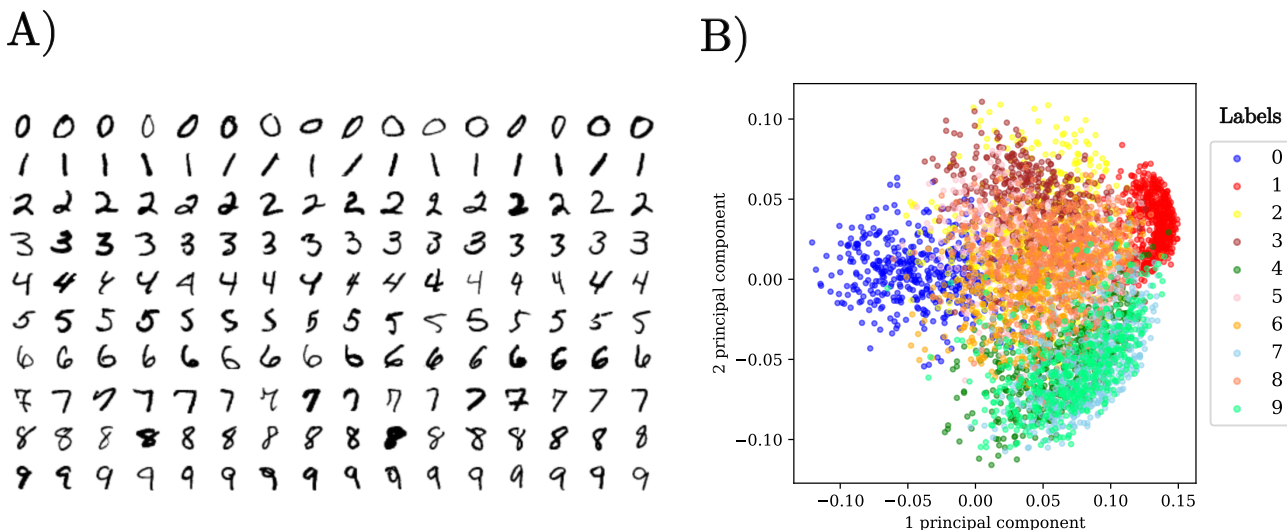 A)
0 0 0 0 0 0 0 0 0 0 0 0 0 0 0 0
1 1 1 1 1 1 1 1 1 1 1 1 1 1 1 1
2 2 2 2 2 2 2 2 2 2 2 2 2 2 2 2
3 3 3 3 3 3 3 3 3 3 3 3 3 3 3 3
4 4 4 4 4 4 4 4 4 4 4 4 4 4 4 4
5 5 5 5 5 5 5 5 5 5 5 5 5 5 5 5
6 6 6 6 6 6 6 6 6 6 6 6 6 6 6 6
7 7 7 7 7 7 7 7 7 7 7 7 7 7 7 7
8 8 8 8 8 8 8 8 8 8 8 8 8 8 8 8
9 9 9 9 9 9 9 9 9 9 9 9 9 9 9 9
B)
2 principal component
0.10
0.05
0.00
−0.05
−0.10
−0.10 −0.05 0.00 0.05 0.10 0.15
1 principal component
Labels
0
1
2
3
4
5
6
7
8
9